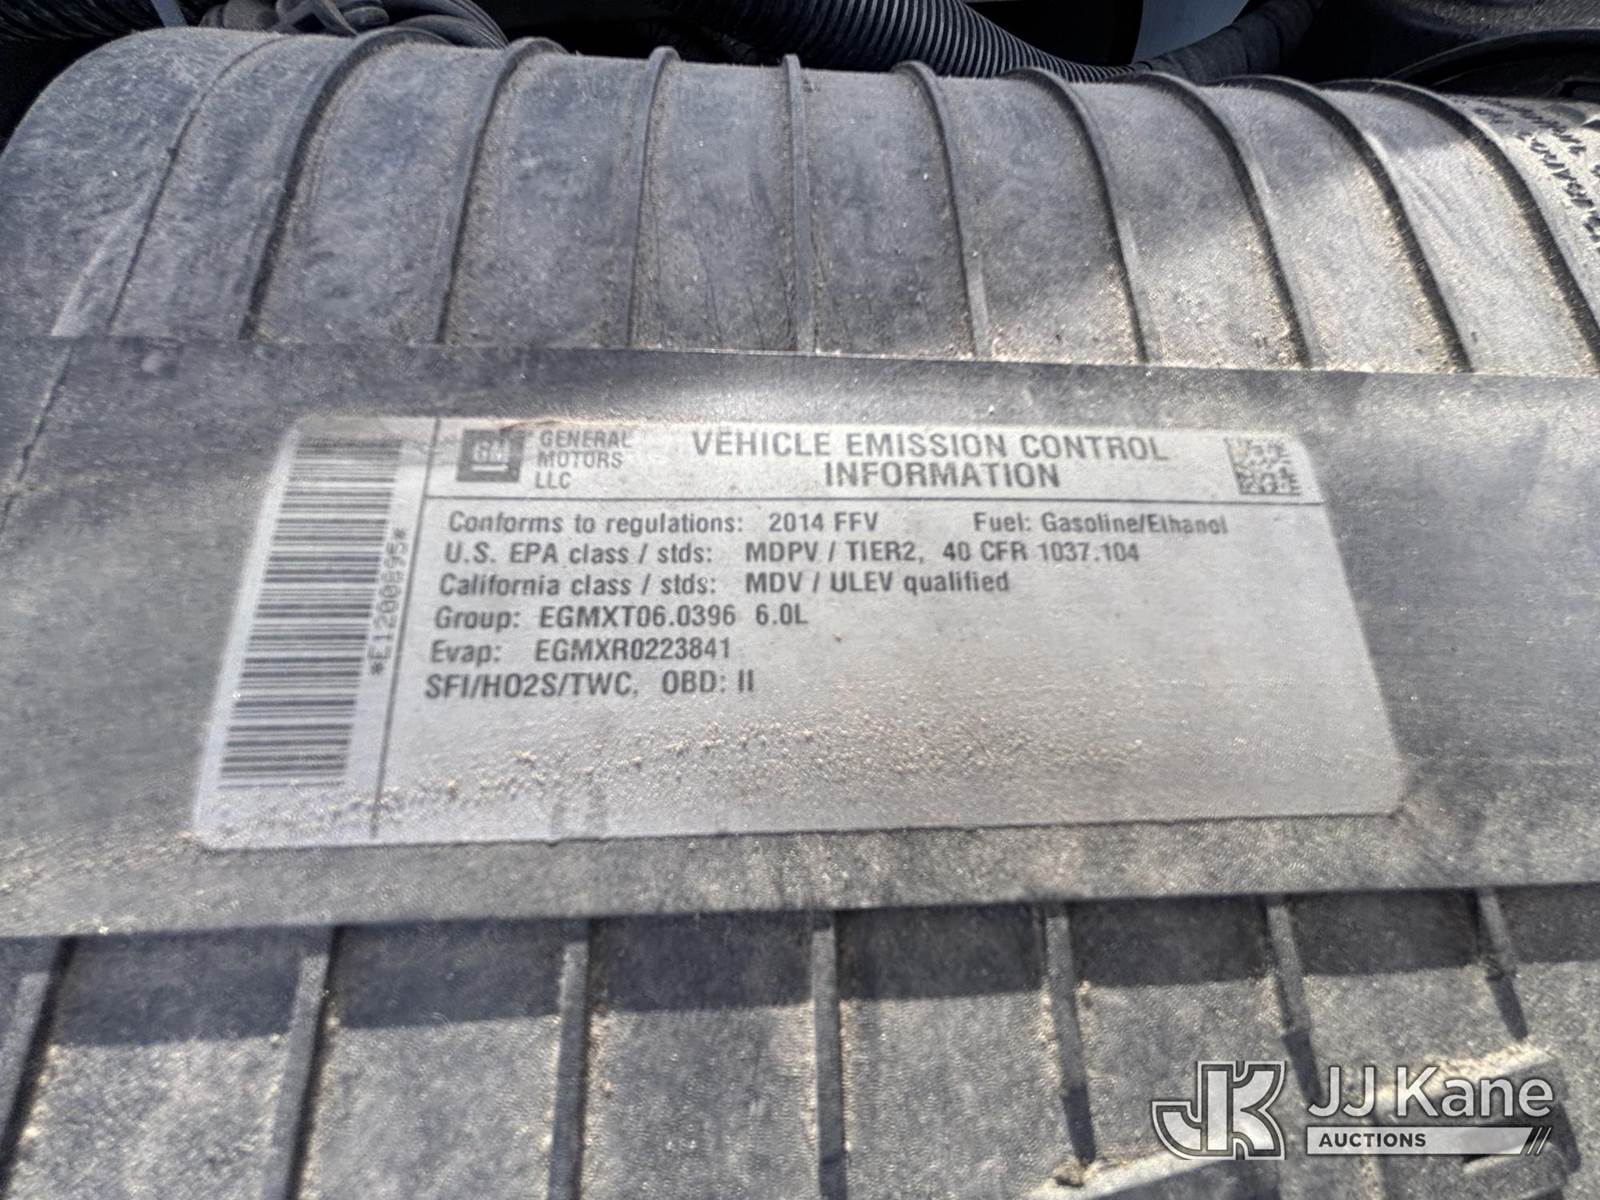 GM GENERAL MOTORS LLC
VEHICLE EMISSION CONTROL
INFORMATION
Conforms to regulations: 2014 FFV Fuel: Gasoline/Ethanol
U.S. EPA class / stds: MDPV / TIER2, 40 CFR 1037.104
California class / stds: MDV / ULEV qualified
Group: EGMXT06.0396 6.0L
Evap: EGMXR0223841
SFI/HO2S/TWC, OBD: II
*E1200895*
JK JJ Kane
AUCTIONS